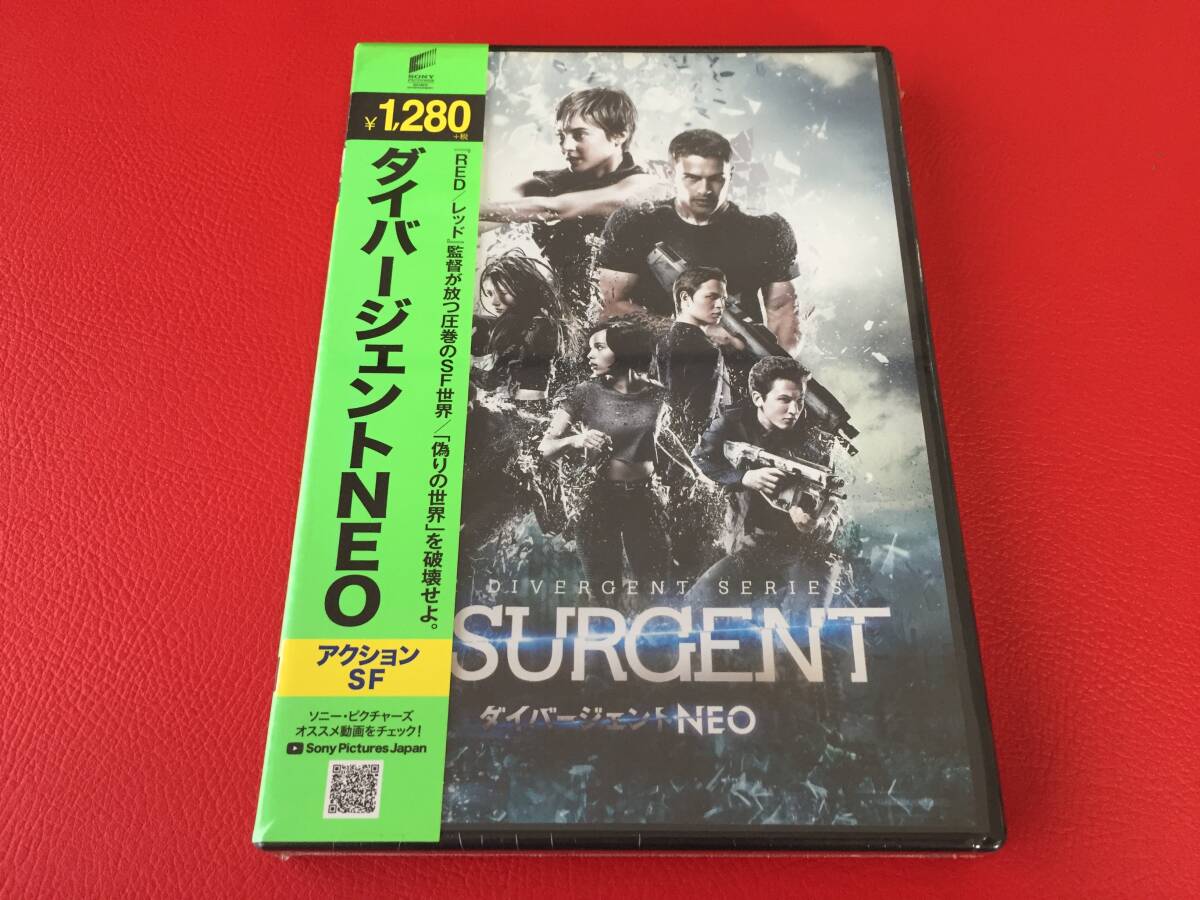 SONY
¥1,280
+税
『RED/レッド』監督が放つ圧巻のSF世界/「偽りの世界」を破壊せよ。
ダイバージェントNEO
アクション
SF
ソニー・ピクチャーズ
オススメ動画をチェック!
Sony Pictures Japan
DIVERGENT SERIES
SURGENT
ダイバージェントNEO